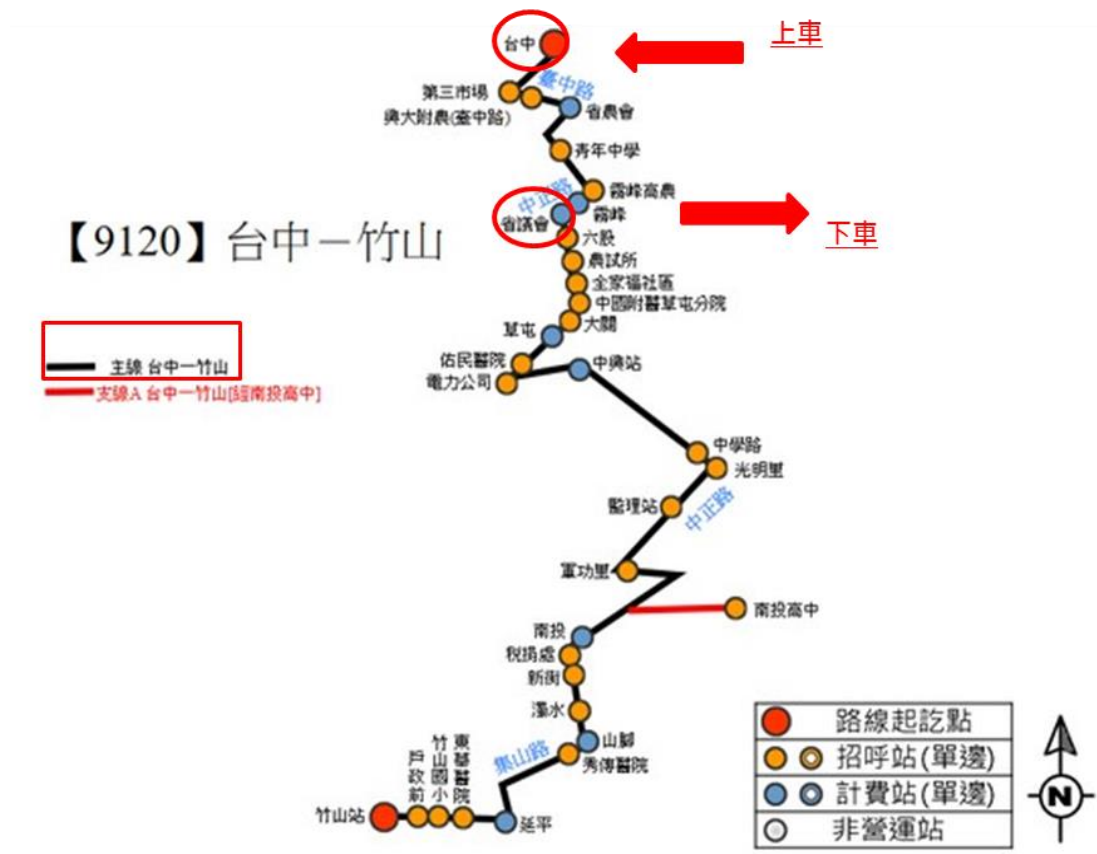 上車
台中
臺中路
第三市場
興大附農(臺中路)
省農會
青年中學
霧峰高農
中正路
霧峰
省議會
下車
【9120】台中－竹山
六股
農試所
全家福社區
中國附醫草屯分院
大關
草屯
主線 台中一竹山
支線A 台中一竹山[經南投高中]
佑民醫院
中興站
電力公司
中學路
光明里
監理站
中正路
軍功里
南投高中
南投
稅捐處
新街
濁水
山腳
集山路
秀傳醫院
東華醫院
竹山國小
戶政前
竹山站
延平
路線起訖點
招呼站(單邊)
計費站(單邊)
非營運站
N